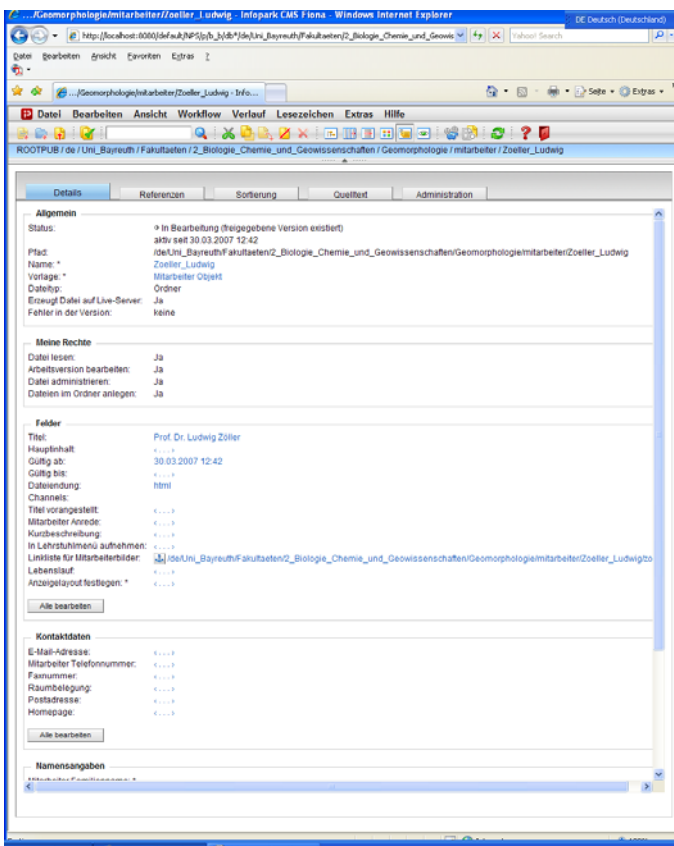 .../Geomorphologie/mitarbeiter/Zoeller_Ludwig - Infopark CMS Fiona - Windows Internet Explorer
DE Deutsch (Deutschland)
http://localhost:8080/default/NPS/p/b_b/db*/de/Uni_Bayreuth/Fakultaeten/2_Biologie_Chemie_und_Geowis
Yahoo! Search
Datei Bearbeiten Ansicht Favoriten Extras ?
.../Geomorphologie/mitarbeiter/Zoeller_Ludwig - Info...
Seite Extras
Datei Bearbeiten Ansicht Workflow Verlauf Lesezeichen Extras Hilfe
ROOTPUB / de / Uni_Bayreuth / Fakultaeten / 2_Biologie_Chemie_und_Geowissenschaften / Geomorphologie / mitarbeiter / Zoeller_Ludwig
Details Referenzen Sortierung Quelltext Administration
Allgemein
Status: In Bearbeitung (freigegebene Version existiert)
aktiv seit 30.03.2007 12:42
Pfad: /de/Uni_Bayreuth/Fakultaeten/2_Biologie_Chemie_und_Geowissenschaften/Geomorphologie/mitarbeiter/Zoeller_Ludwig
Name: * Zoeller_Ludwig
Vorlage: * Mitarbeiter Objekt
Dateityp: Ordner
Erzeugt Datei auf Live-Server: Ja
Fehler in der Version: keine
Meine Rechte
Datei lesen: Ja
Arbeitsversion bearbeiten: Ja
Datei administrieren: Ja
Dateien im Ordner anlegen: Ja
Felder
Titel: Prof. Dr. Ludwig Zöller
Hauptinhalt: <....>
Gültig ab: 30.03.2007 12:42
Gültig bis: <....>
Dateiendung: html
Channels:
Titel vorangestellt: <....>
Mitarbeiter Anrede: <....>
Kurzbeschreibung: <....>
In Lehrstuhlmenü aufnehmen: <....>
Linkliste für Mitarbeiterbilder: /de/Uni_Bayreuth/Fakultaeten/2_Biologie_Chemie_und_Geowissenschaften/Geomorphologie/mitarbeiter/Zoeller_Ludwig/zo
Lebenslauf: <....>
Anzeigelayout festlegen: * <....>
Alle bearbeiten
Kontaktdaten
E-Mail-Adresse: <....>
Mitarbeiter Telefonnummer: <....>
Faxnummer: <....>
Raumbelegung: <....>
Postadresse: <....>
Homepage: <....>
Alle bearbeiten
Namensangaben
Mitarbeiter Familienname: *